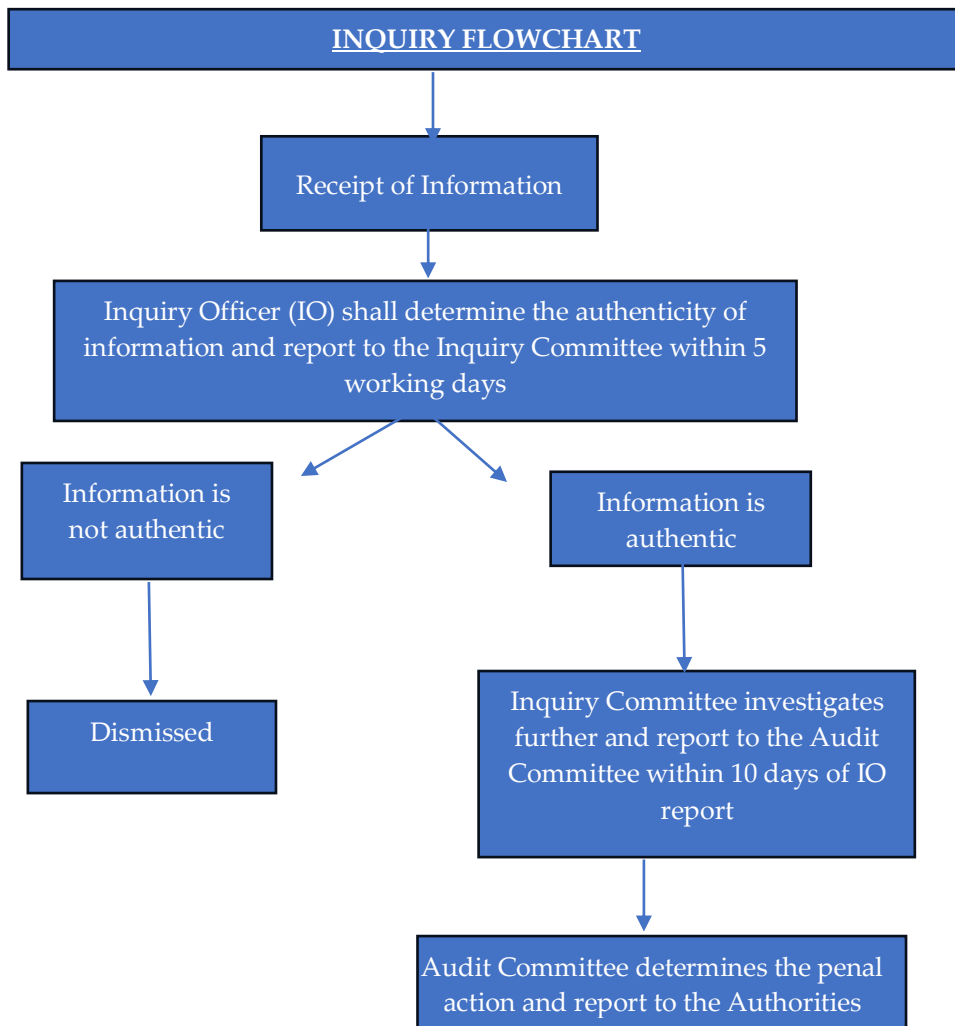 INQUIRY FLOWCHART
Receipt of Information
Inquiry Officer (IO) shall determine the authenticity of
information and report to the Inquiry Committee within 5
working days
Information is
not authentic
Information is
authentic
Dismissed
Inquiry Committee investigates
further and report to the Audit
Committee within 10 days of IO
report
Audit Committee determines the penal
action and report to the Authorities